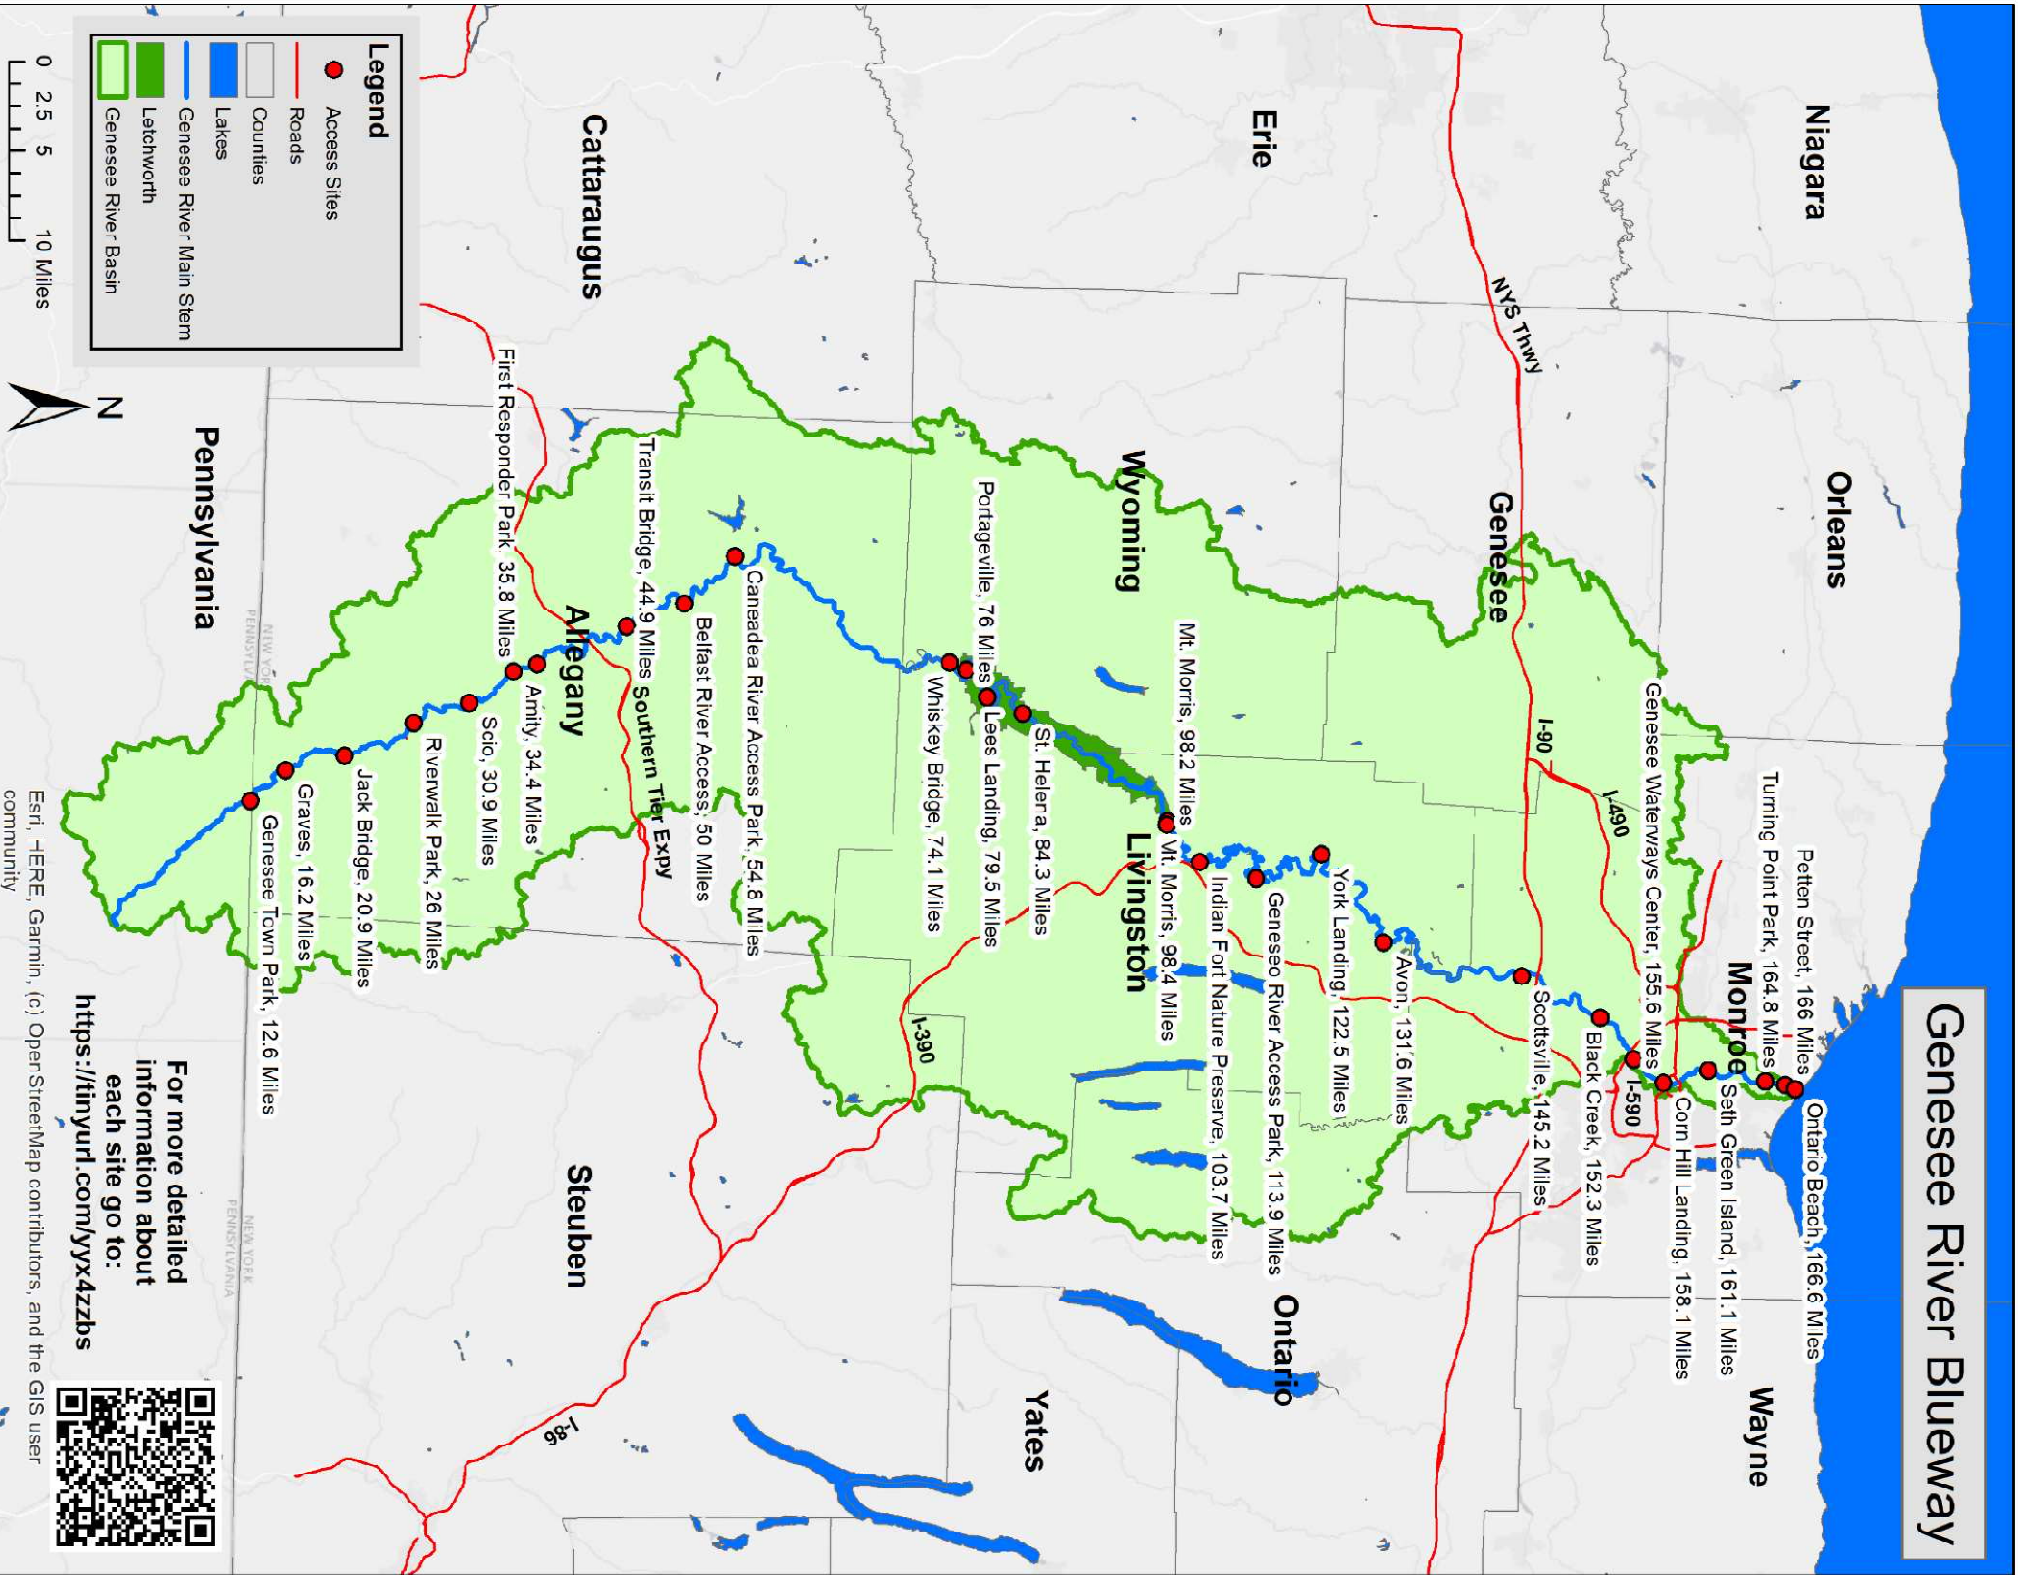 Genesee River Blueway
Niagara
Orleans
Wayne
Monroe
Erie
Genesee
Wyoming
Livingston
Ontario
Yates
Cattaraugus
Allegany
Steuben
Pennsylvania
NYS Thwy
I-90
I-490
I-590
I-390
Southern Tier Expy
I-86
Ontario Beach, 166.6 Miles
Petten Street, 166 Miles
Turning Point Park, 164.8 Miles
Seth Green Island, 161.1 Miles
Corn Hill Landing, 158.1 Miles
Genesee Waterways Center, 155.6 Miles
Black Creek, 152.3 Miles
Scottsville, 145.2 Miles
Avon, 131.6 Miles
York Landing, 122.5 Miles
Geneseo River Access Park, 113.9 Miles
Indian Fort Nature Preserve, 103.7 Miles
Mt. Morris, 98.2 Miles
Mt. Morris, 98.4 Miles
St. Helena, 84.3 Miles
Lees Landing, 79.5 Miles
Portageville, 76 Miles
Whiskey Bridge, 74.1 Miles
Caneadea River Access Park, 54.8 Miles
Belfast River Access, 50 Miles
Transit Bridge, 44.9 Miles
First Responder Park, 35.8 Miles
Amity, 34.4 Miles
Scio, 30.9 Miles
Riverwalk Park, 26 Miles
Jack Bridge, 20.9 Miles
Graves, 16.2 Miles
Genesee Town Park, 12.6 Miles
NEW YORK
PENNSYLVANIA
NEW YORK
PENNSYLVANIA
Legend
Access Sites
Roads
Counties
Lakes
Genesee River Main Stem
Letchworth
Genesee River Basin
0 2.5 5 10 Miles
N
For more detailed
information about
each site go to:
https://tinyurl.com/yyx4zzbs
Esri, HERE, Garmin, (c) OpenStreetMap contributors, and the GIS user
community